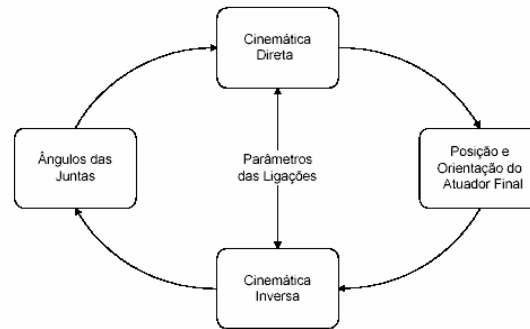 Cinemática
Direta
Ângulos das
Juntas
Parâmetros
das Ligações
Posição e
Orientação do
Atuador Final
Cinemática
Inversa